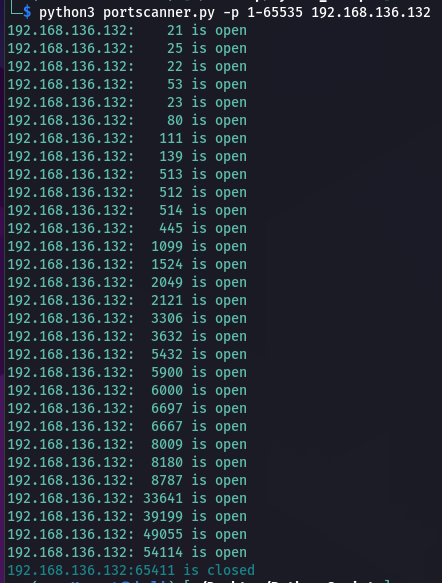 └─$ python3 portscanner.py -p 1-65535 192.168.136.132
192.168.136.132:    21 is open
192.168.136.132:    25 is open
192.168.136.132:    22 is open
192.168.136.132:    53 is open
192.168.136.132:    23 is open
192.168.136.132:    80 is open
192.168.136.132:   111 is open
192.168.136.132:   139 is open
192.168.136.132:   513 is open
192.168.136.132:   512 is open
192.168.136.132:   514 is open
192.168.136.132:   445 is open
192.168.136.132:  1099 is open
192.168.136.132:  1524 is open
192.168.136.132:  2049 is open
192.168.136.132:  2121 is open
192.168.136.132:  3306 is open
192.168.136.132:  3632 is open
192.168.136.132:  5432 is open
192.168.136.132:  5900 is open
192.168.136.132:  6000 is open
192.168.136.132:  6697 is open
192.168.136.132:  6667 is open
192.168.136.132:  8009 is open
192.168.136.132:  8180 is open
192.168.136.132:  8787 is open
192.168.136.132: 33641 is open
192.168.136.132: 39199 is open
192.168.136.132: 49055 is open
192.168.136.132: 54114 is open
192.168.136.132:65411 is closed